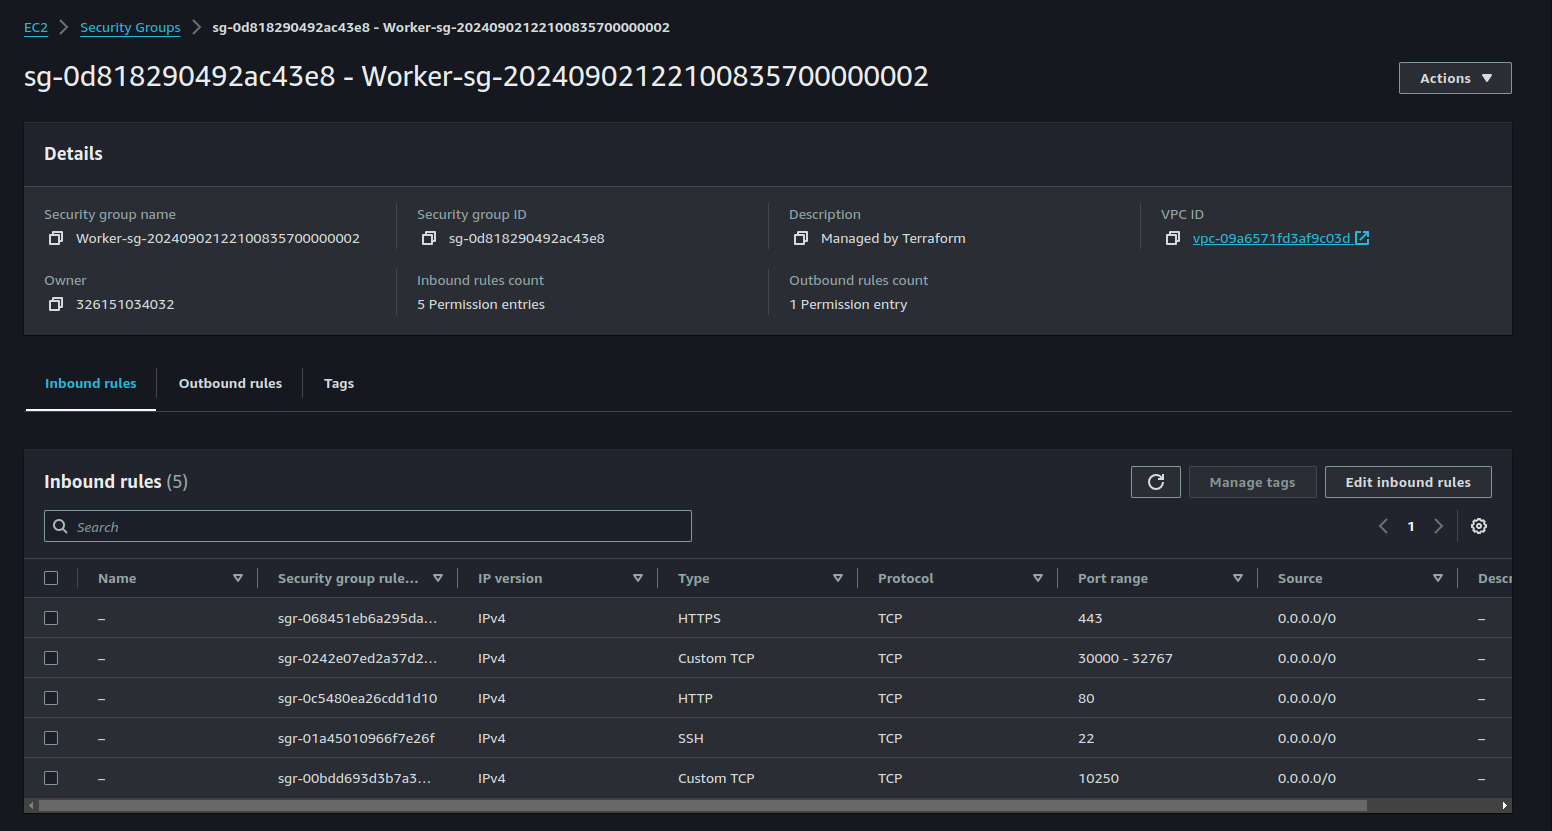 EC2 > Security Groups > sg-0d818290492ac43e8 - Worker-sg-20240902122100835700000002
sg-0d818290492ac43e8 - Worker-sg-20240902122100835700000002
Actions
Details
Security group name Security group ID Description VPC ID
Worker-sg-20240902122100835700000002 sg-0d818290492ac43e8 Managed by Terraform vpc-09a6571fd3af9c03d
Owner Inbound rules count Outbound rules count
326151034032 5 Permission entries 1 Permission entry
Inbound rules Outbound rules Tags
Inbound rules (5) Manage tags Edit inbound rules
Search 1
Name Security group rule... IP version Type Protocol Port range Source Descr
– sgr-068451eb6a295da... IPv4 HTTPS TCP 443 0.0.0.0/0 –
– sgr-0242e07ed2a37d2... IPv4 Custom TCP TCP 30000 - 32767 0.0.0.0/0 –
– sgr-0c5480ea26cdd1d10 IPv4 HTTP TCP 80 0.0.0.0/0 –
– sgr-01a45010966f7e26f IPv4 SSH TCP 22 0.0.0.0/0 –
– sgr-00bdd693d3b7a3... IPv4 Custom TCP TCP 10250 0.0.0.0/0 –